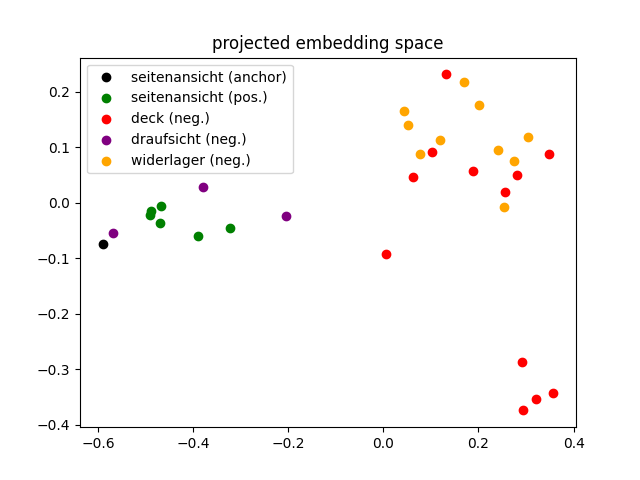 projected embedding space
seitenansicht (anchor)
seitenansicht (pos.)
deck (neg.)
draufsicht (neg.)
widerlager (neg.)
0.2
0.1
0.0
−0.1
−0.2
−0.3
−0.4
−0.6 −0.4 −0.2 0.0 0.2 0.4